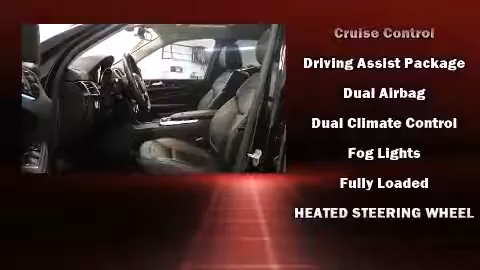 Cruise Control
Driving Assist Package
Dual Airbag
Dual Climate Control
Fog Lights
Fully Loaded
HEATED STEERING WHEEL